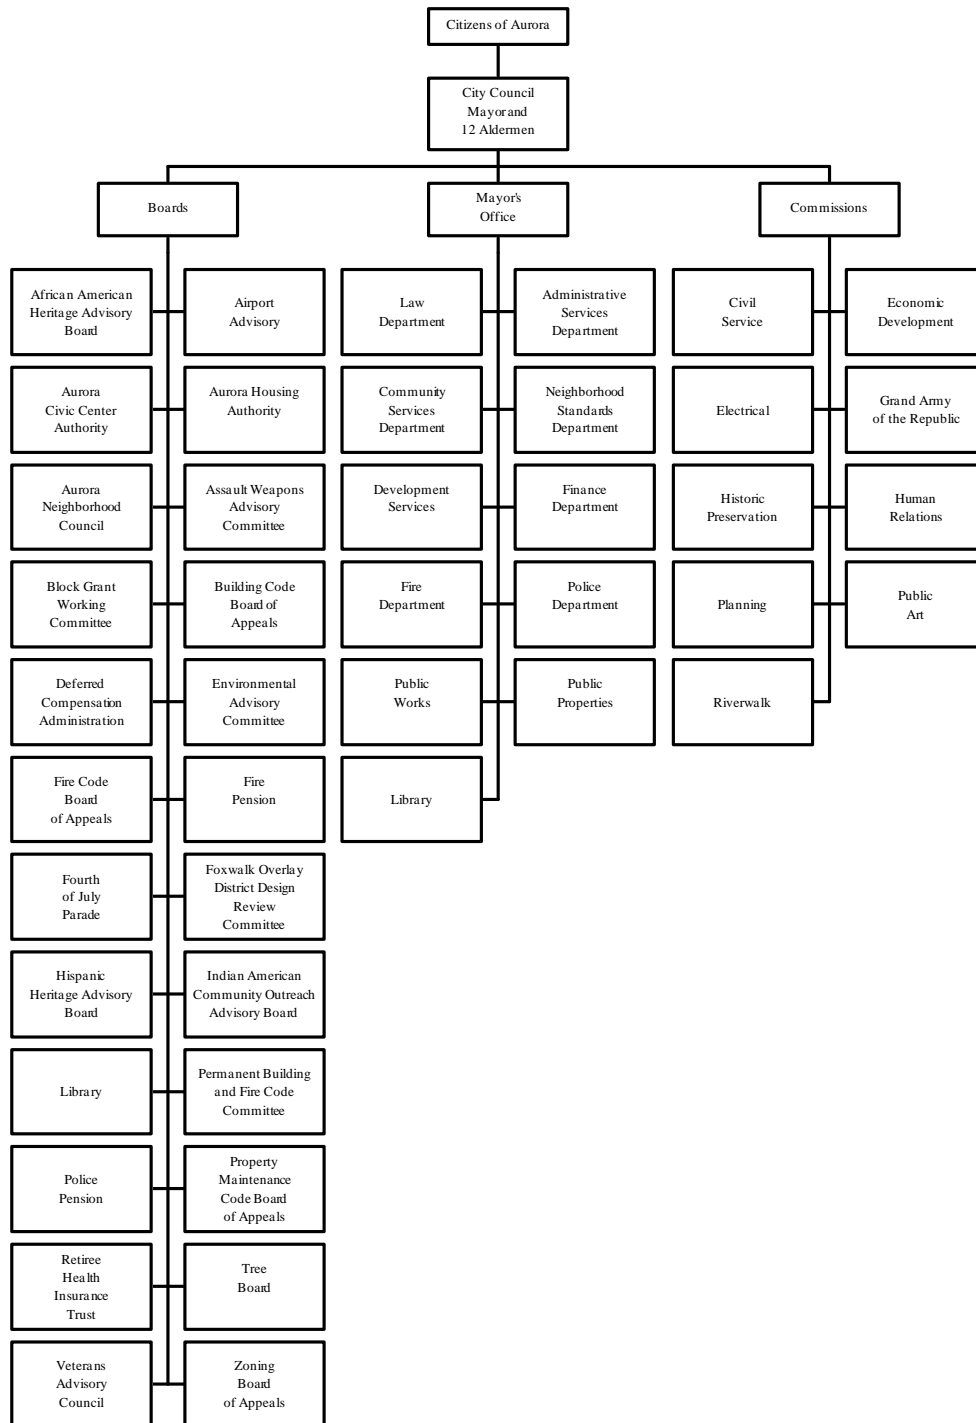 Citizens of Aurora
City Council
Mayor and
12 Aldermen
Boards
Mayor's
Office
Commissions
African American
Heritage Advisory
Board
Airport
Advisory
Law
Department
Administrative
Services
Department
Civil
Service
Economic
Development
Aurora
Civic Center
Authority
Aurora Housing
Authority
Community
Services
Department
Neighborhood
Standards
Department
Electrical
Grand Army
of the Republic
Aurora
Neighborhood
Council
Assault Weapons
Advisory
Committee
Development
Services
Finance
Department
Historic
Preservation
Human
Relations
Block Grant
Working
Committee
Building Code
Board of
Appeals
Fire
Department
Police
Department
Planning
Public
Art
Deferred
Compensation
Administration
Environmental
Advisory
Committee
Public
Works
Public
Properties
Riverwalk
Fire Code
Board
of Appeals
Fire
Pension
Library
Fourth
of July
Parade
Foxwalk Overlay
District Design
Review
Committee
Hispanic
Heritage Advisory
Board
Indian American
Community Outreach
Advisory Board
Library
Permanent Building
and Fire Code
Committee
Police
Pension
Property
Maintenance
Code Board
of Appeals
Retiree
Health
Insurance
Trust
Tree
Board
Veterans
Advisory
Council
Zoning
Board
of Appeals